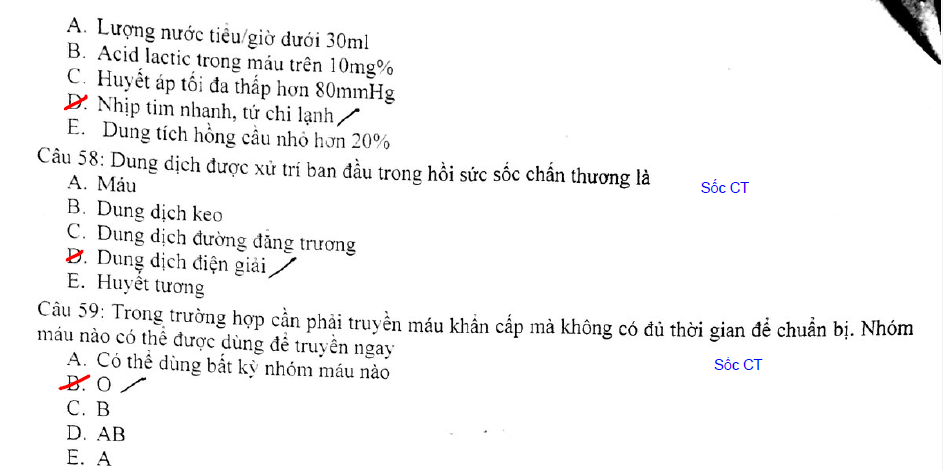 A. Lượng nước tiểu/giờ dưới 30ml
B. Acid lactic trong máu trên 10mg%
C. Huyết áp tối đa thấp hơn 80mmHg
D. Nhịp tim nhanh, tứ chi lạnh
E. Dung tích hồng cầu nhỏ hơn 20%
Câu 58: Dung dịch được xử trí ban đầu trong hồi sức sốc chấn thương là
Sốc CT
A. Máu
B. Dung dịch keo
C. Dung dịch đường đẳng trương
D. Dung dịch điện giải
E. Huyết tương
Câu 59: Trong trường hợp cần phải truyền máu khẩn cấp mà không có đủ thời gian để chuẩn bị. Nhóm
máu nào có thể được dùng để truyền ngay
Sốc CT
A. Có thể dùng bất kỳ nhóm máu nào
B. O
C. B
D. AB
E. A